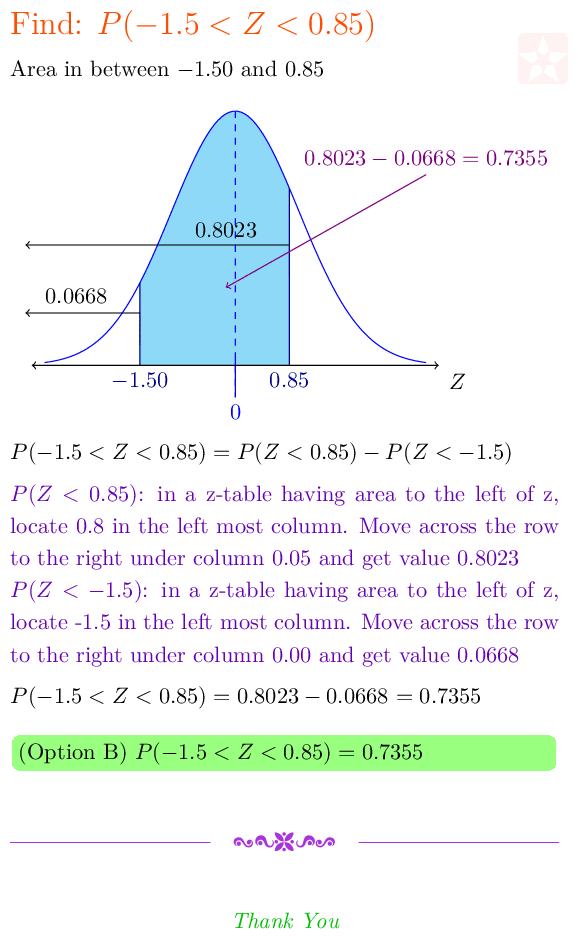 Find: P(−1.5 < Z < 0.85)
Area in between −1.50 and 0.85
0.8023 − 0.0668 = 0.7355
0.8023
0.0668
−1.50
0.85
Z
0
P(−1.5 < Z < 0.85) = P(Z < 0.85) − P(Z < −1.5)
P(Z < 0.85): in a z-table having area to the left of z,
locate 0.8 in the left most column. Move across the row
to the right under column 0.05 and get value 0.8023
P(Z < −1.5): in a z-table having area to the left of z,
locate -1.5 in the left most column. Move across the row
to the right under column 0.00 and get value 0.0668
P(−1.5 < Z < 0.85) = 0.8023 − 0.0668 = 0.7355
(Option B) P(−1.5 < Z < 0.85) = 0.7355
Thank You